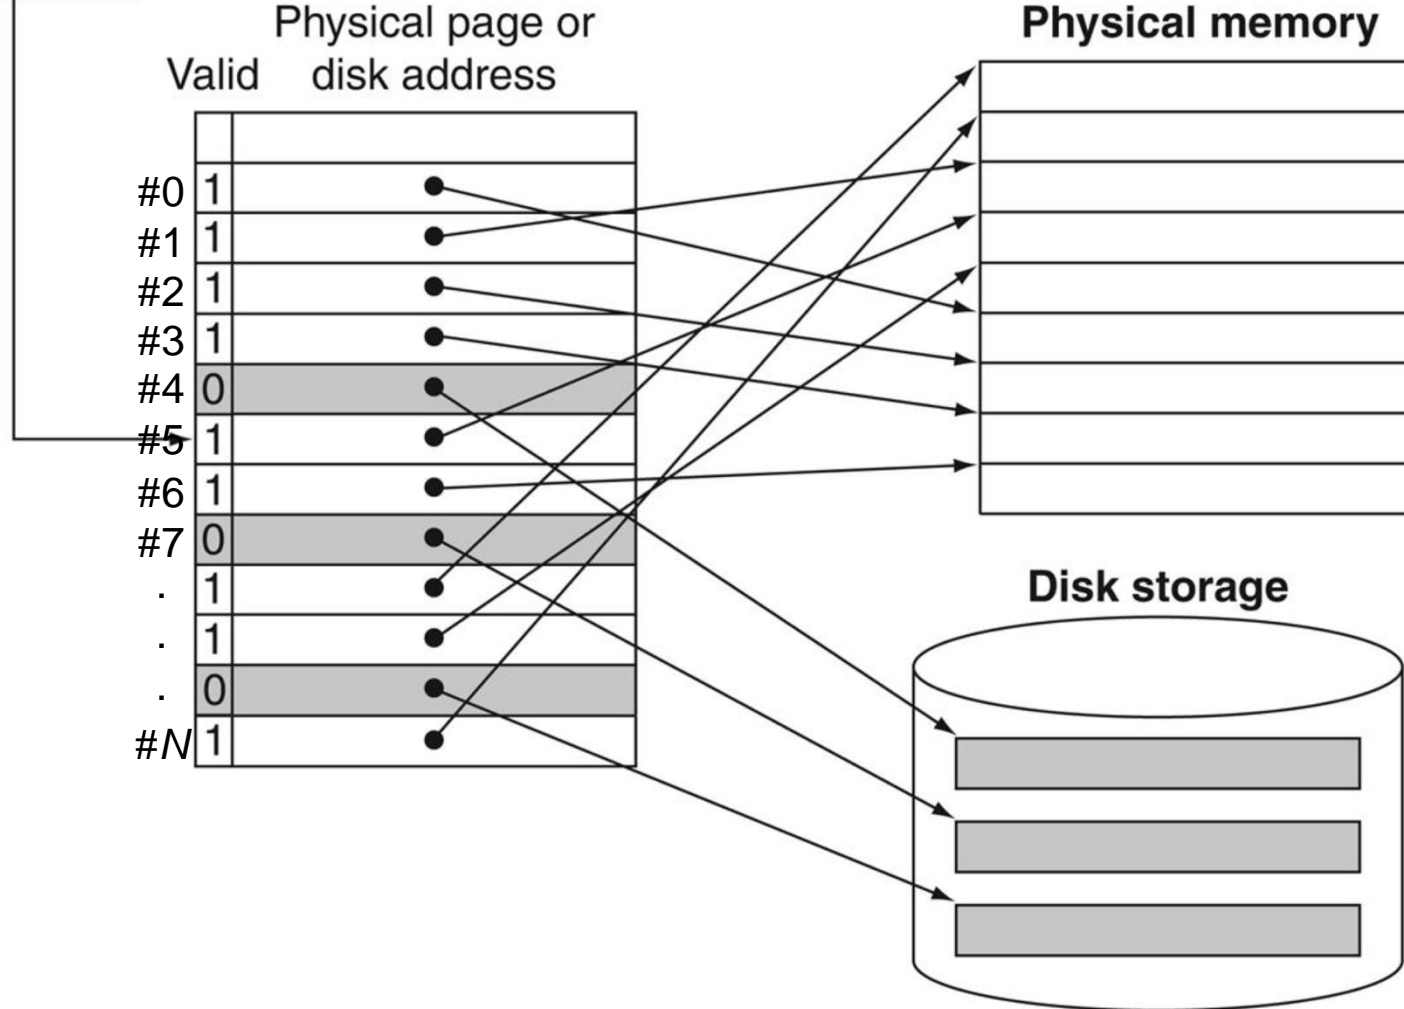 Physical page or
Valid disk address
Physical memory
#0 1
#1 1
#2 1
#3 1
#4 0
#5 1
#6 1
#7 0
. 1
. 1
. 0
#N 1
Disk storage